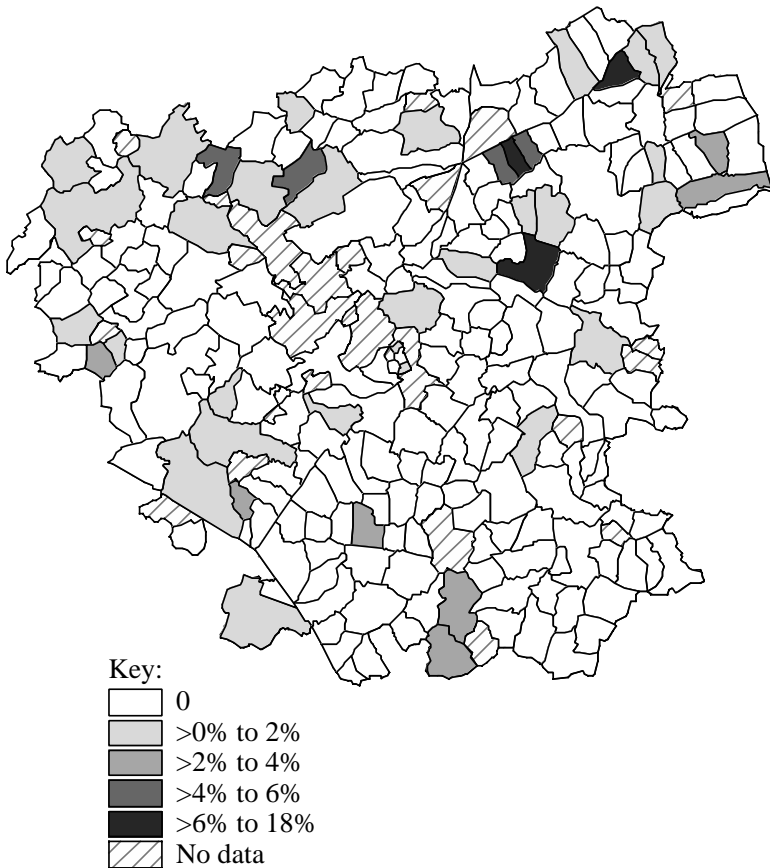 Key:
0
>0% to 2%
>2% to 4%
>4% to 6%
>6% to 18%
No data